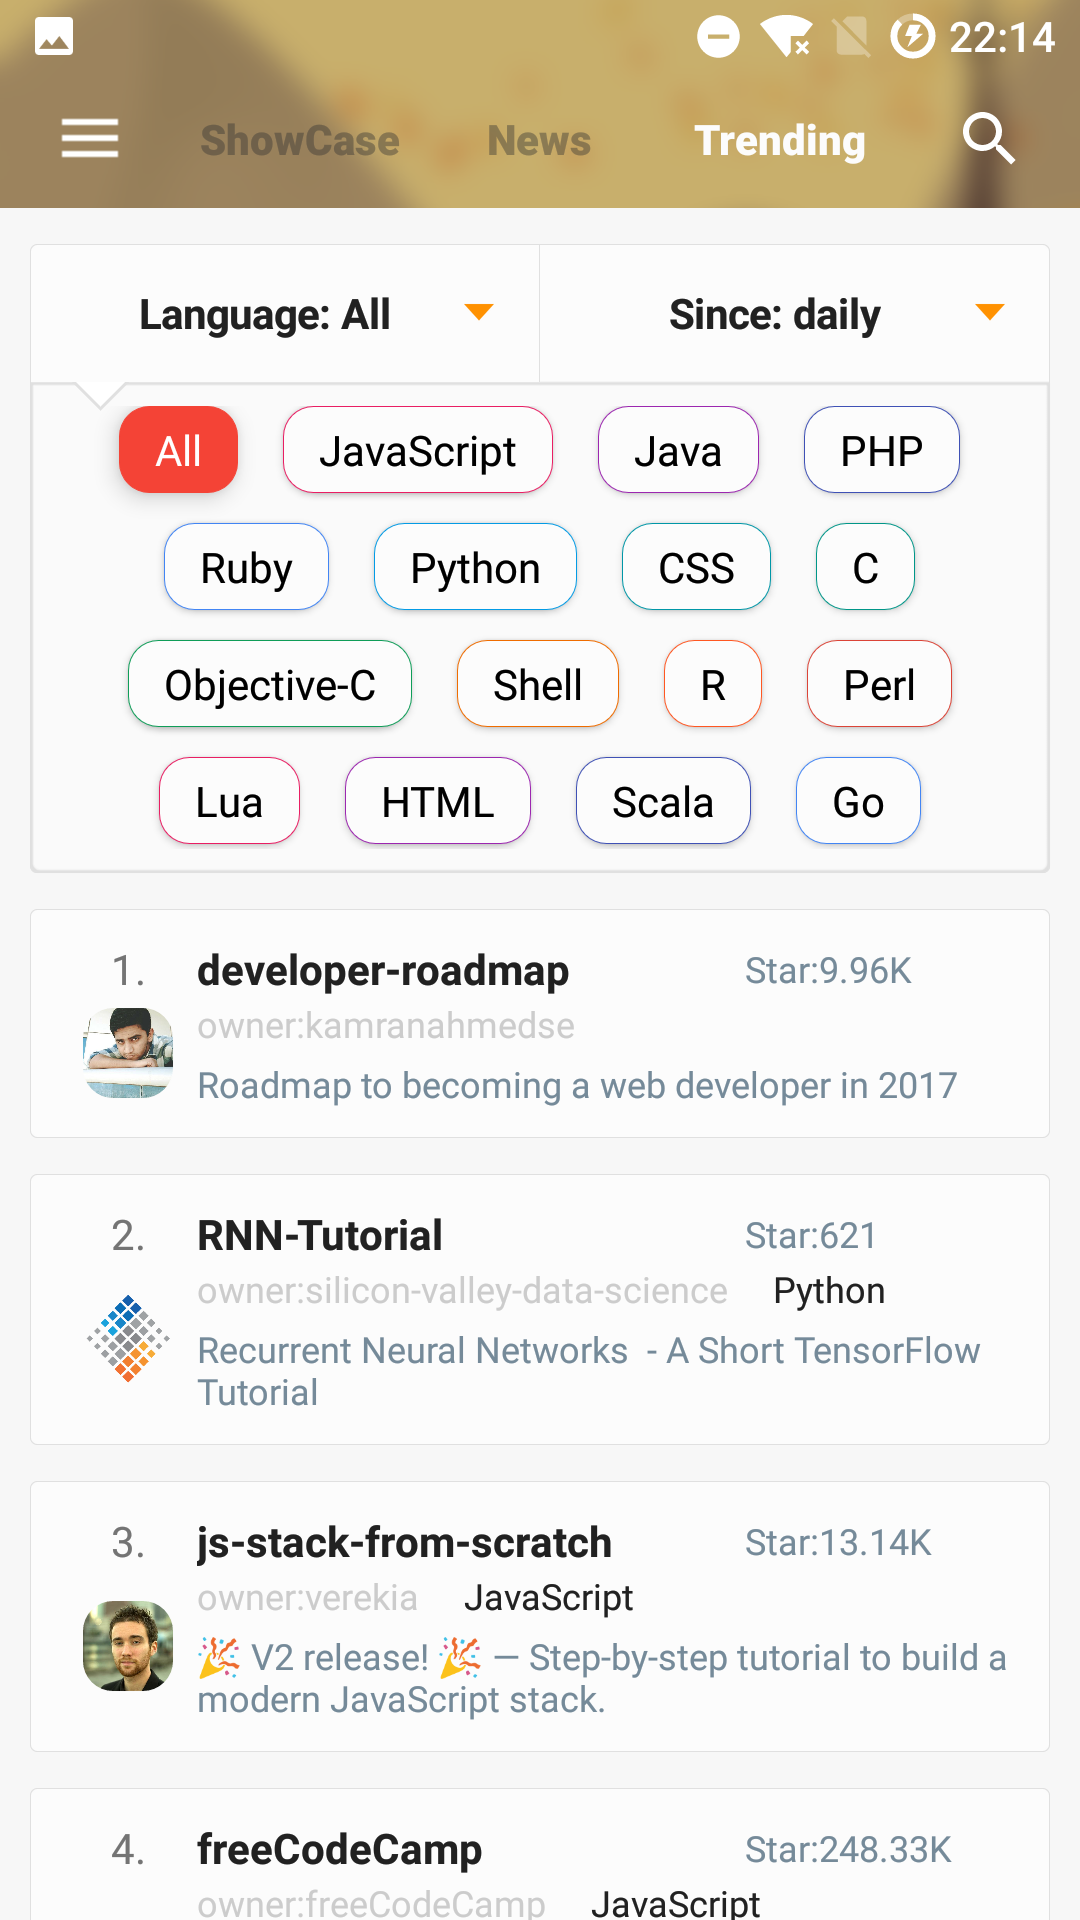 22:14
ShowCase News Trending
Language: All Since: daily
All JavaScript Java PHP
Ruby Python CSS C
Objective-C Shell R Perl
Lua HTML Scala Go
1. developer-roadmap Star:9.96K
owner:kamranahmedse
Roadmap to becoming a web developer in 2017
2. RNN-Tutorial Star:621
owner:silicon-valley-data-science Python
Recurrent Neural Networks - A Short TensorFlow
Tutorial
3. js-stack-from-scratch Star:13.14K
owner:verekia JavaScript
🎉 V2 release! 🎉 — Step-by-step tutorial to build a
modern JavaScript stack.
4. freeCodeCamp Star:248.33K
owner:freeCodeCamp JavaScript